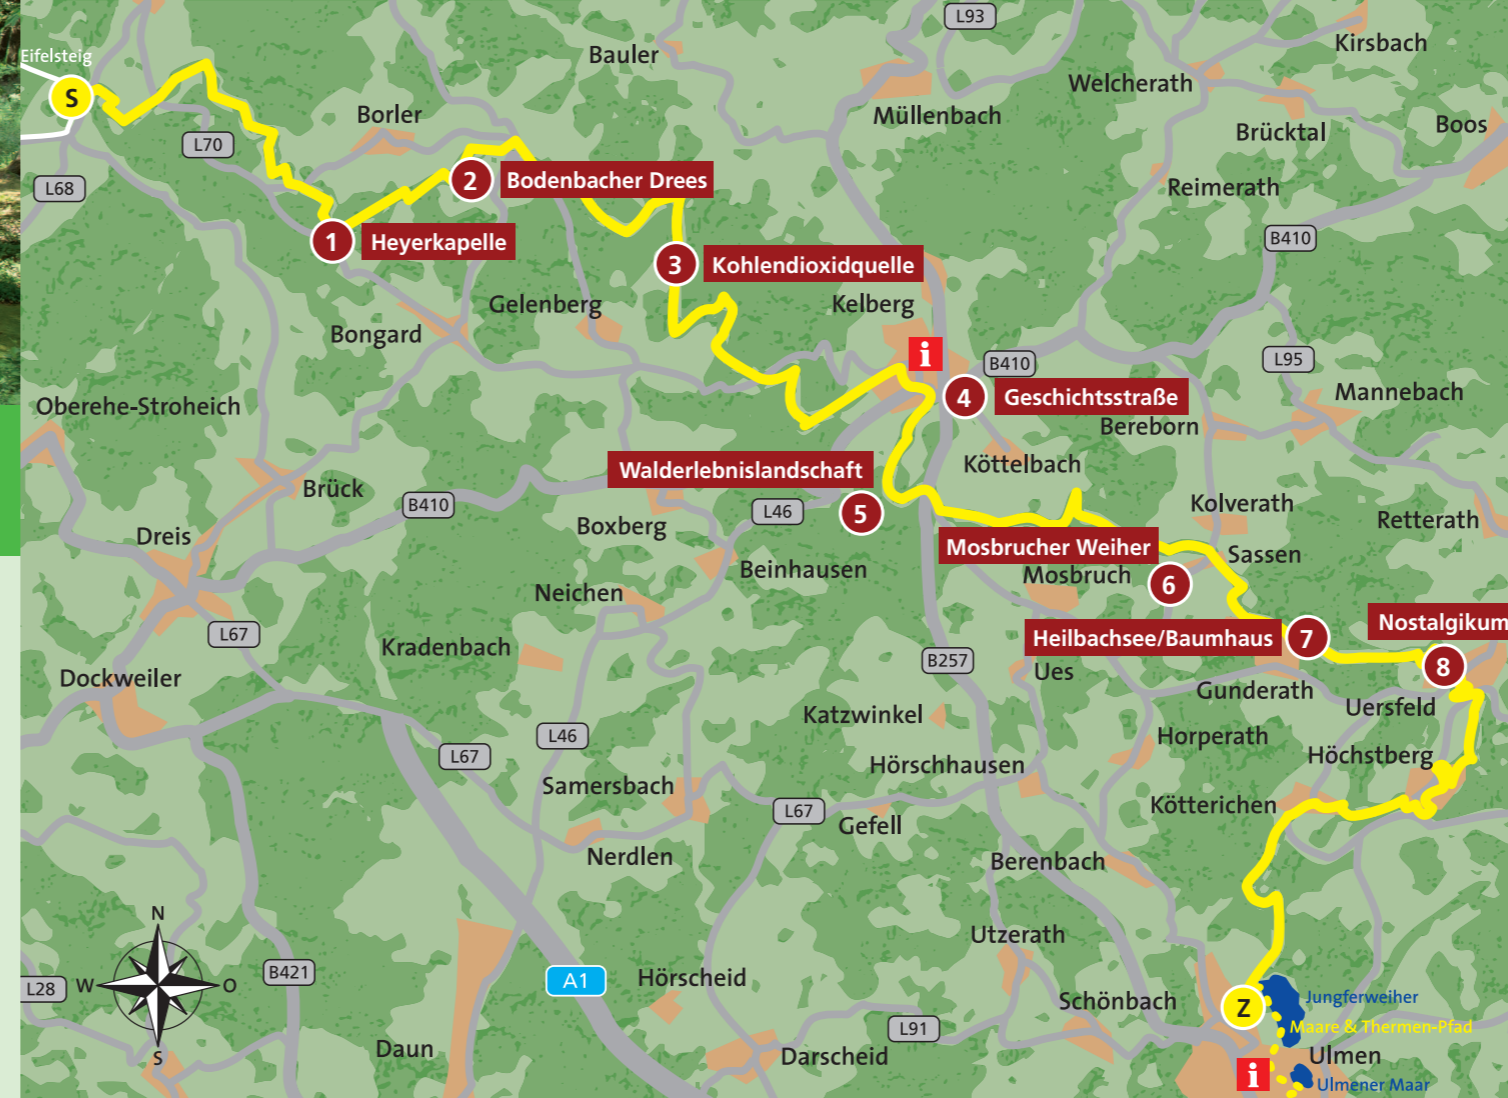 L93
Kirsbach
Eifelsteig
Bauler
Welcherath
S
Müllenbach
Borler
Brücktal
Boos
L70
L68
2
Bodenbacher Drees
Reimerath
1
Heyerkapelle
B410
3
Kohlendioxidquelle
Gelenberg
Kelberg
Bongard
i
B410
L95
4
Geschichtsstraße
Mannebach
Oberehe-Stroheich
Bereborn
Walderlebnislandschaft
Köttelbach
Brück
B410
L46
5
Kolverath
Retterath
Boxberg
Dreis
Mosbrucher Weiher
Sassen
Beinhausen
Mosbruch
6
Neichen
L67
Heilbachsee/Baumhaus
7
Nostalgikum
Kradenbach
B257
8
Dockweiler
Ues
Gunderath
Uersfeld
Katzwinkel
L46
Horperath
L67
Höchstberg
Hörschhausen
Samersbach
Kötterichen
L67
Gefell
Nerdlen
Berenbach
N
Utzerath
B421
A1
Hörscheid
L28
W
O
Jungferweiher
Schönbach
Z
Maare & Thermen-Pfad
L91
Daun
S
Darscheid
Ulmen
i
Ulmener Maar